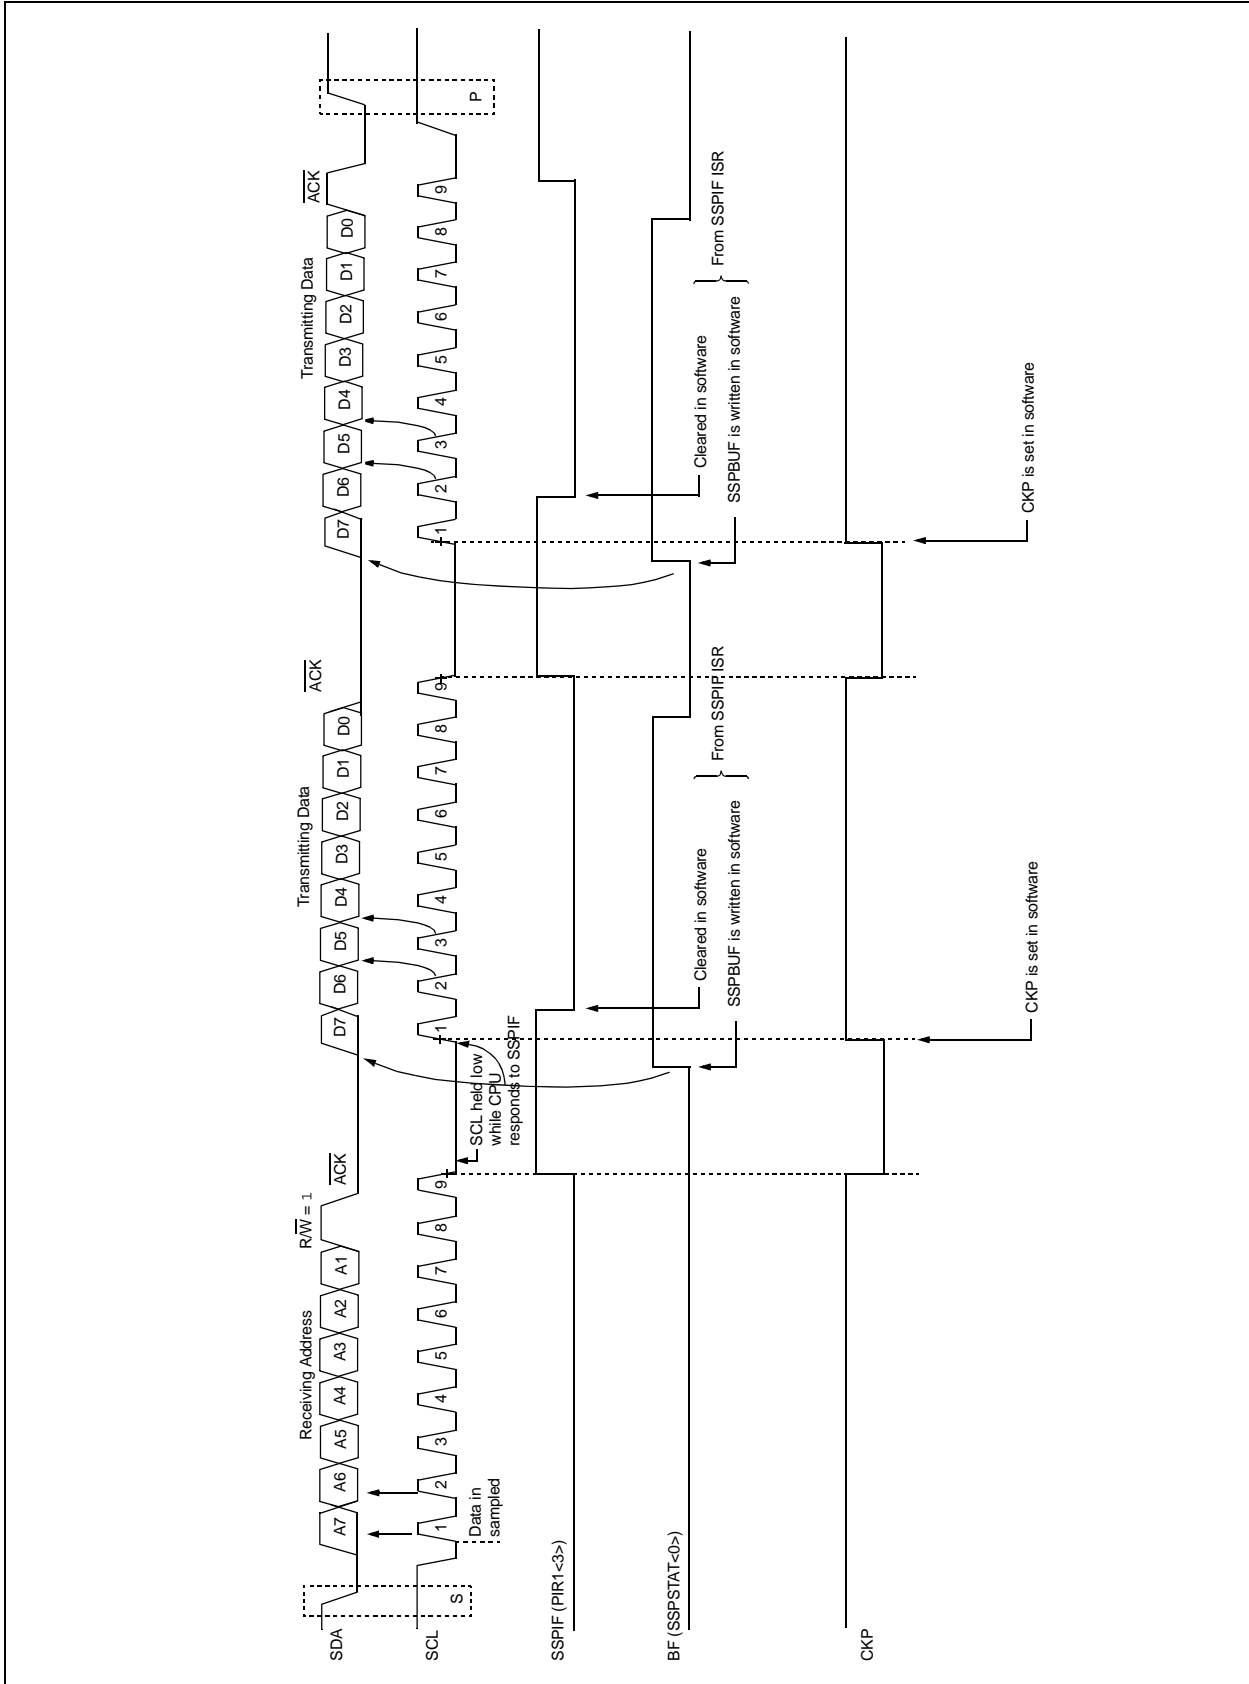 Receiving Address
R/W = 1
ACK
Transmitting Data
ACK
Transmitting Data
ACK
SDA
A7
A6
A5
A4
A3
A2
A1
D7
D6
D5
D4
D3
D2
D1
D0
D7
D6
D5
D4
D3
D2
D1
D0
SCL
S
1
2
3
4
5
6
7
8
9
1
2
3
4
5
6
7
8
9
1
2
3
4
5
6
7
8
9
P
Data in
sampled
SCL held low
while CPU
responds to SSPIF
SSPIF (PIR1<3>)
BF (SSPSTAT<0>)
Cleared in software
SSPBUF is written in software
From SSPIF ISR
Cleared in software
SSPBUF is written in software
From SSPIF ISR
CKP
CKP is set in software
CKP is set in software